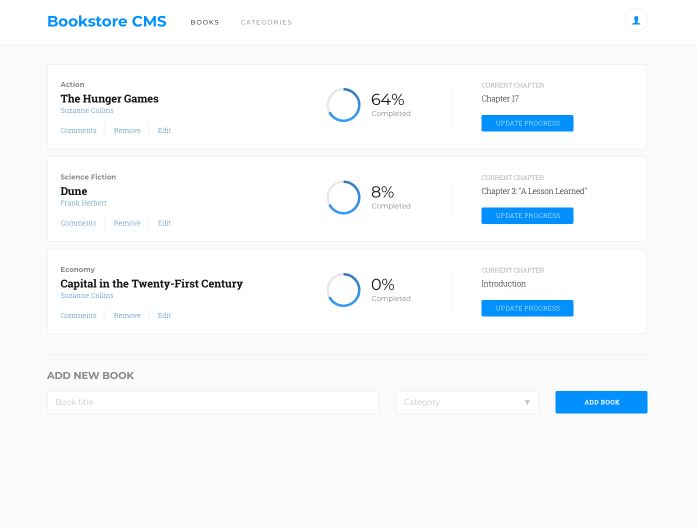 Bookstore CMS
BOOKS
CATEGORIES
Action
The Hunger Games
Suzanne Collins
Comments
Remove
Edit
64%
Completed
CURRENT CHAPTER
Chapter 17
UPDATE PROGRESS
Science Fiction
Dune
Frank Herbert
Comments
Remove
Edit
8%
Completed
CURRENT CHAPTER
Chapter 3: "A Lesson Learned"
UPDATE PROGRESS
Economy
Capital in the Twenty-First Century
Suzanne Collins
Comments
Remove
Edit
0%
Completed
CURRENT CHAPTER
Introduction
UPDATE PROGRESS
ADD NEW BOOK
Book title
Category
ADD BOOK